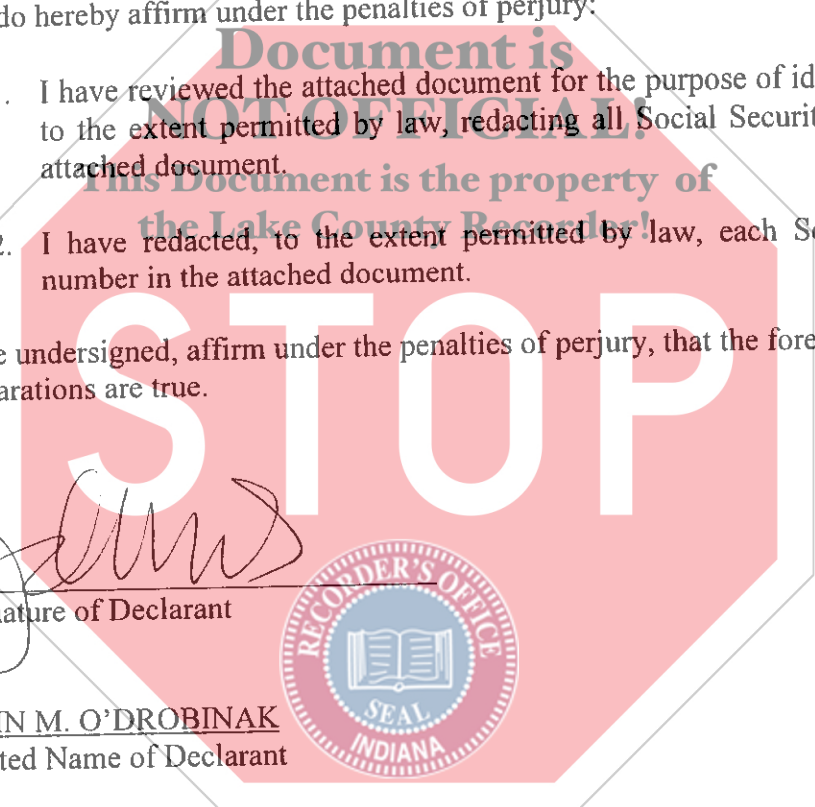 do hereby affirm under the penalties of perjury:
Document is
. I have reviewed the attached document for the purpose of id
NOT OFFICIAL!
to the extent permitted by law, redacting all Social Securit
attached document.
This Document is the property of
the Lake County Recorder!
2. I have redacted, to the extent permitted by law, each S
number in the attached document.
e undersigned, affirm under the penalties of perjury, that the fore
arations are true.
STOP
ature of Declarant
RECORDER'S OFFICE
SEAL
INDIANA
IN M. O'DROBINAK
ted Name of Declarant